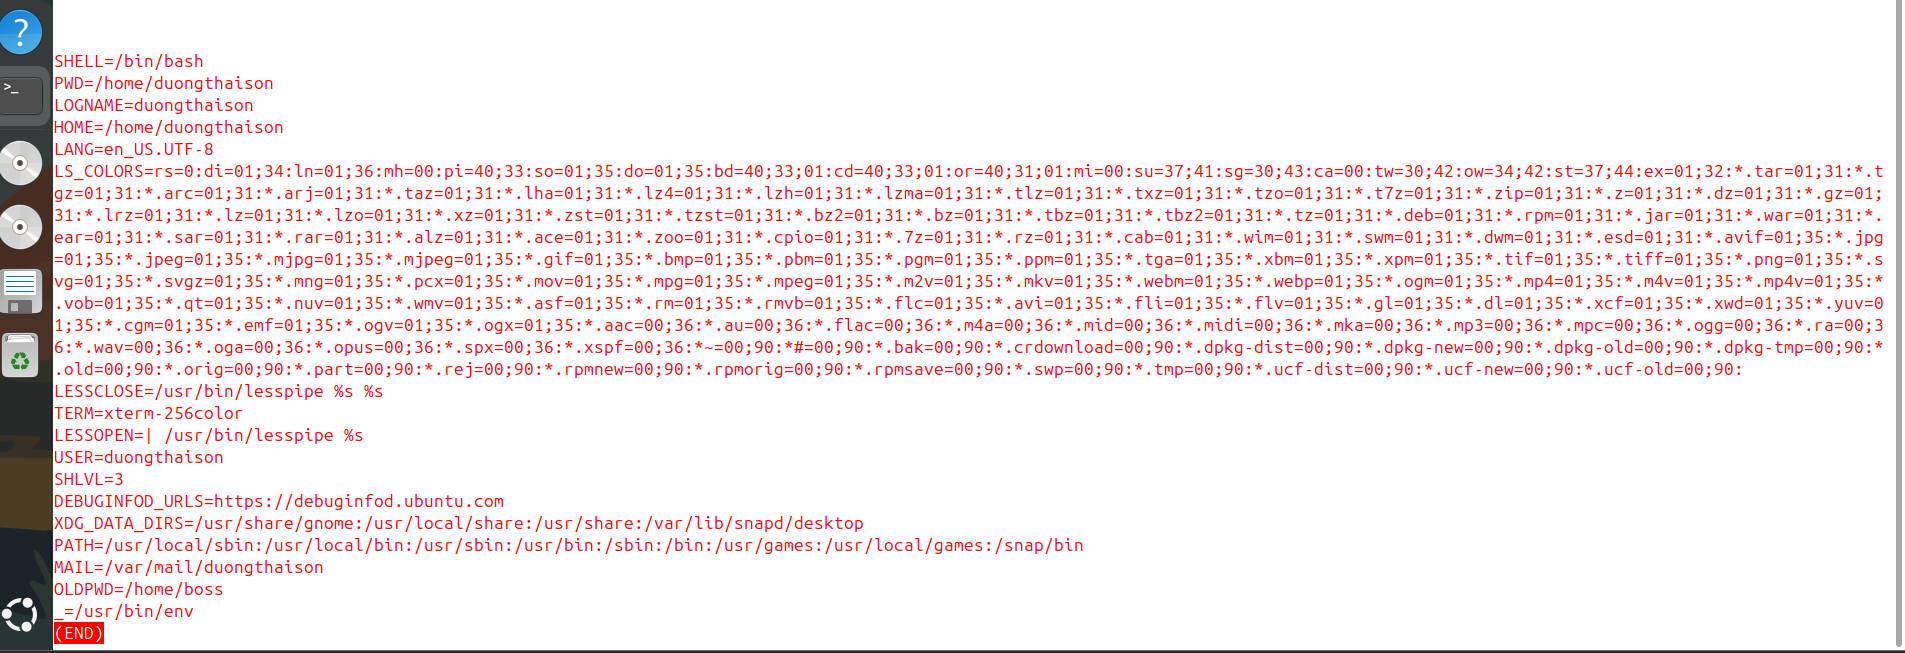 SHELL=/bin/bash
PWD=/home/duongthaison
LOGNAME=duongthaison
HOME=/home/duongthaison
LANG=en_US.UTF-8
LS_COLORS=rs=0:di=01;34:ln=01;36:mh=00:pi=40;33:so=01;35:do=01;35:bd=40;33;01:cd=40;33;01:or=40;31;01:mi=00:su=37;41:sg=30;43:ca=00:tw=30;42:ow=34;42:st=37;44:ex=01;32:*.tar=01;31:*.t
gz=01;31:*.arc=01;31:*.arj=01;31:*.taz=01;31:*.lha=01;31:*.lz4=01;31:*.lzh=01;31:*.lzma=01;31:*.tlz=01;31:*.txz=01;31:*.tzo=01;31:*.t7z=01;31:*.zip=01;31:*.z=01;31:*.dz=01;31:*.gz=01;
31:*.lrz=01;31:*.lz=01;31:*.lzo=01;31:*.xz=01;31:*.zst=01;31:*.tzst=01;31:*.bz2=01;31:*.bz=01;31:*.tbz=01;31:*.tbz2=01;31:*.tz=01;31:*.deb=01;31:*.rpm=01;31:*.jar=01;31:*.war=01;31:*.
ear=01;31:*.sar=01;31:*.rar=01;31:*.alz=01;31:*.ace=01;31:*.zoo=01;31:*.cpio=01;31:*.7z=01;31:*.rz=01;31:*.cab=01;31:*.wim=01;31:*.swm=01;31:*.dwm=01;31:*.esd=01;31:*.avif=01;35:*.jpg
=01;35:*.jpeg=01;35:*.mjpg=01;35:*.mjpeg=01;35:*.gif=01;35:*.bmp=01;35:*.pbm=01;35:*.pgm=01;35:*.ppm=01;35:*.tga=01;35:*.xbm=01;35:*.xpm=01;35:*.tif=01;35:*.tiff=01;35:*.png=01;35:*.s
vg=01;35:*.svgz=01;35:*.mng=01;35:*.pcx=01;35:*.mov=01;35:*.mpg=01;35:*.mpeg=01;35:*.m2v=01;35:*.mkv=01;35:*.webm=01;35:*.webp=01;35:*.ogm=01;35:*.mp4=01;35:*.m4v=01;35:*.mp4v=01;35:*
.vob=01;35:*.qt=01;35:*.nuv=01;35:*.wmv=01;35:*.asf=01;35:*.rm=01;35:*.rmvb=01;35:*.flc=01;35:*.avi=01;35:*.fli=01;35:*.flv=01;35:*.gl=01;35:*.dl=01;35:*.xcf=01;35:*.xwd=01;35:*.yuv=0
1;35:*.cgm=01;35:*.emf=01;35:*.ogv=01;35:*.ogx=01;35:*.aac=00;36:*.au=00;36:*.flac=00;36:*.m4a=00;36:*.mid=00;36:*.midi=00;36:*.mka=00;36:*.mp3=00;36:*.mpc=00;36:*.ogg=00;36:*.ra=00;3
6:*.wav=00;36:*.oga=00;36:*.opus=00;36:*.spx=00;36:*.xspf=00;36:*~=00;90:*#=00;90:*.bak=00;90:*.crdownload=00;90:*.dpkg-dist=00;90:*.dpkg-new=00;90:*.dpkg-old=00;90:*.dpkg-tmp=00;90:*
.old=00;90:*.orig=00;90:*.part=00;90:*.rej=00;90:*.rpmnew=00;90:*.rpmorig=00;90:*.rpmsave=00;90:*.swp=00;90:*.tmp=00;90:*.ucf-dist=00;90:*.ucf-new=00;90:*.ucf-old=00;90:
LESSCLOSE=/usr/bin/lesspipe %s %s
TERM=xterm-256color
LESSOPEN=| /usr/bin/lesspipe %s
USER=duongthaison
SHLVL=3
DEBUGINFOD_URLS=https://debuginfod.ubuntu.com
XDG_DATA_DIRS=/usr/share/gnome:/usr/local/share:/usr/share:/var/lib/snapd/desktop
PATH=/usr/local/sbin:/usr/local/bin:/usr/sbin:/usr/bin:/sbin:/bin:/usr/games:/usr/local/games:/snap/bin
MAIL=/var/mail/duongthaison
OLDPWD=/home/boss
_=/usr/bin/env
(END)